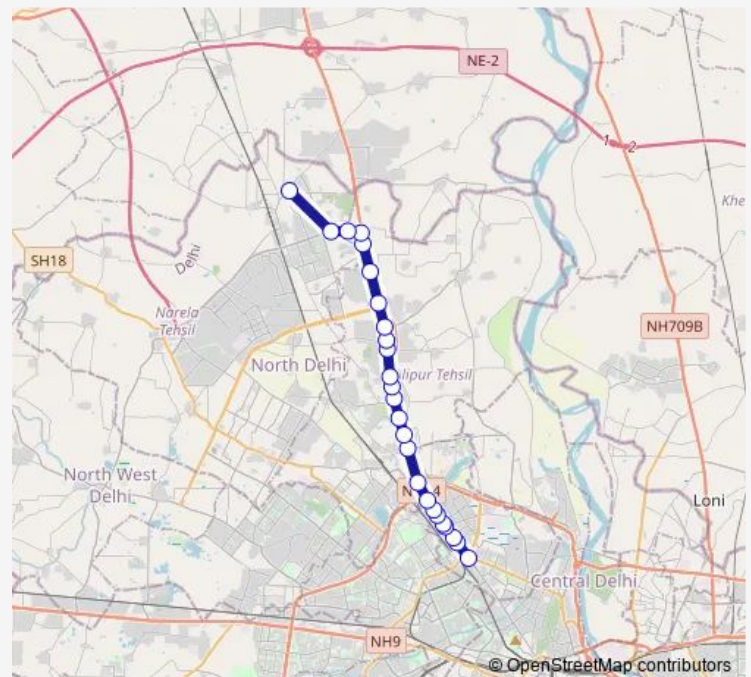 NE-2
1
2
Khe
SH18
Delhi
Narela
Tehsil
NH709B
North Delhi
lipur Tehsil
North West
Delhi
Loni
Central Delhi
NH9
© OpenStreetMap contributors